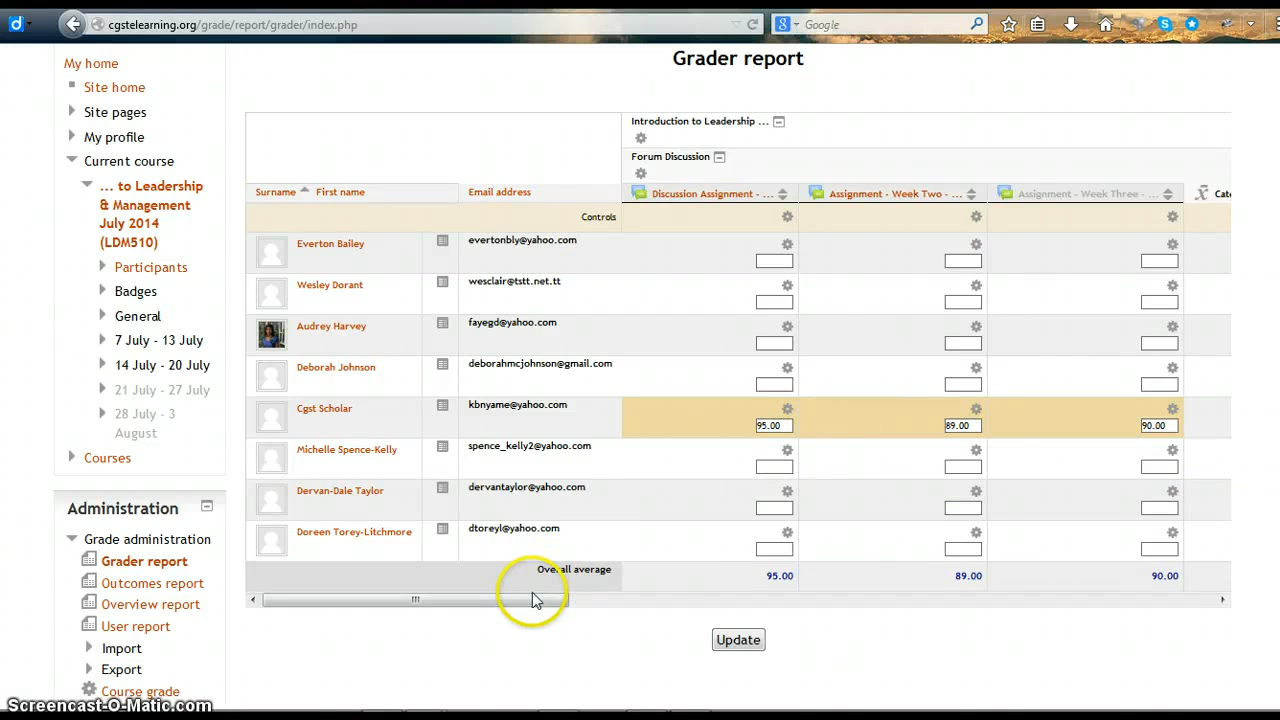 cgstelearning.org/grade/report/grader/index.php
Google
My home
Site home
Site pages
My profile
Current course
... to Leadership
& Management
July 2014
(LDM510)
Participants
Badges
General
7 July - 13 July
14 July - 20 July
21 July - 27 July
28 July - 3
August
Courses
Administration
Grade administration
Grader report
Outcomes report
Overview report
User report
Import
Export
Course grade
Grader report
Introduction to Leadership ...
Forum Discussion
Surname First name Email address Discussion Assignment - ... Assignment - Week Two - ... Assignment - Week Three - ... Cate
Controls
Everton Bailey evertonbly@yahoo.com
Wesley Dorant wesclair@tstt.net.tt
Audrey Harvey fayegd@yahoo.com
Deborah Johnson deborahmcjohnson@gmail.com
Cgst Scholar kbnyame@yahoo.com 95.00 89.00 90.00
Michelle Spence-Kelly spence_kelly2@yahoo.com
Dervan-Dale Taylor dervantaylor@yahoo.com
Doreen Torey-Litchmore dtoreyl@yahoo.com
Overall average 95.00 89.00 90.00
Update
Screencast-O-Matic.com